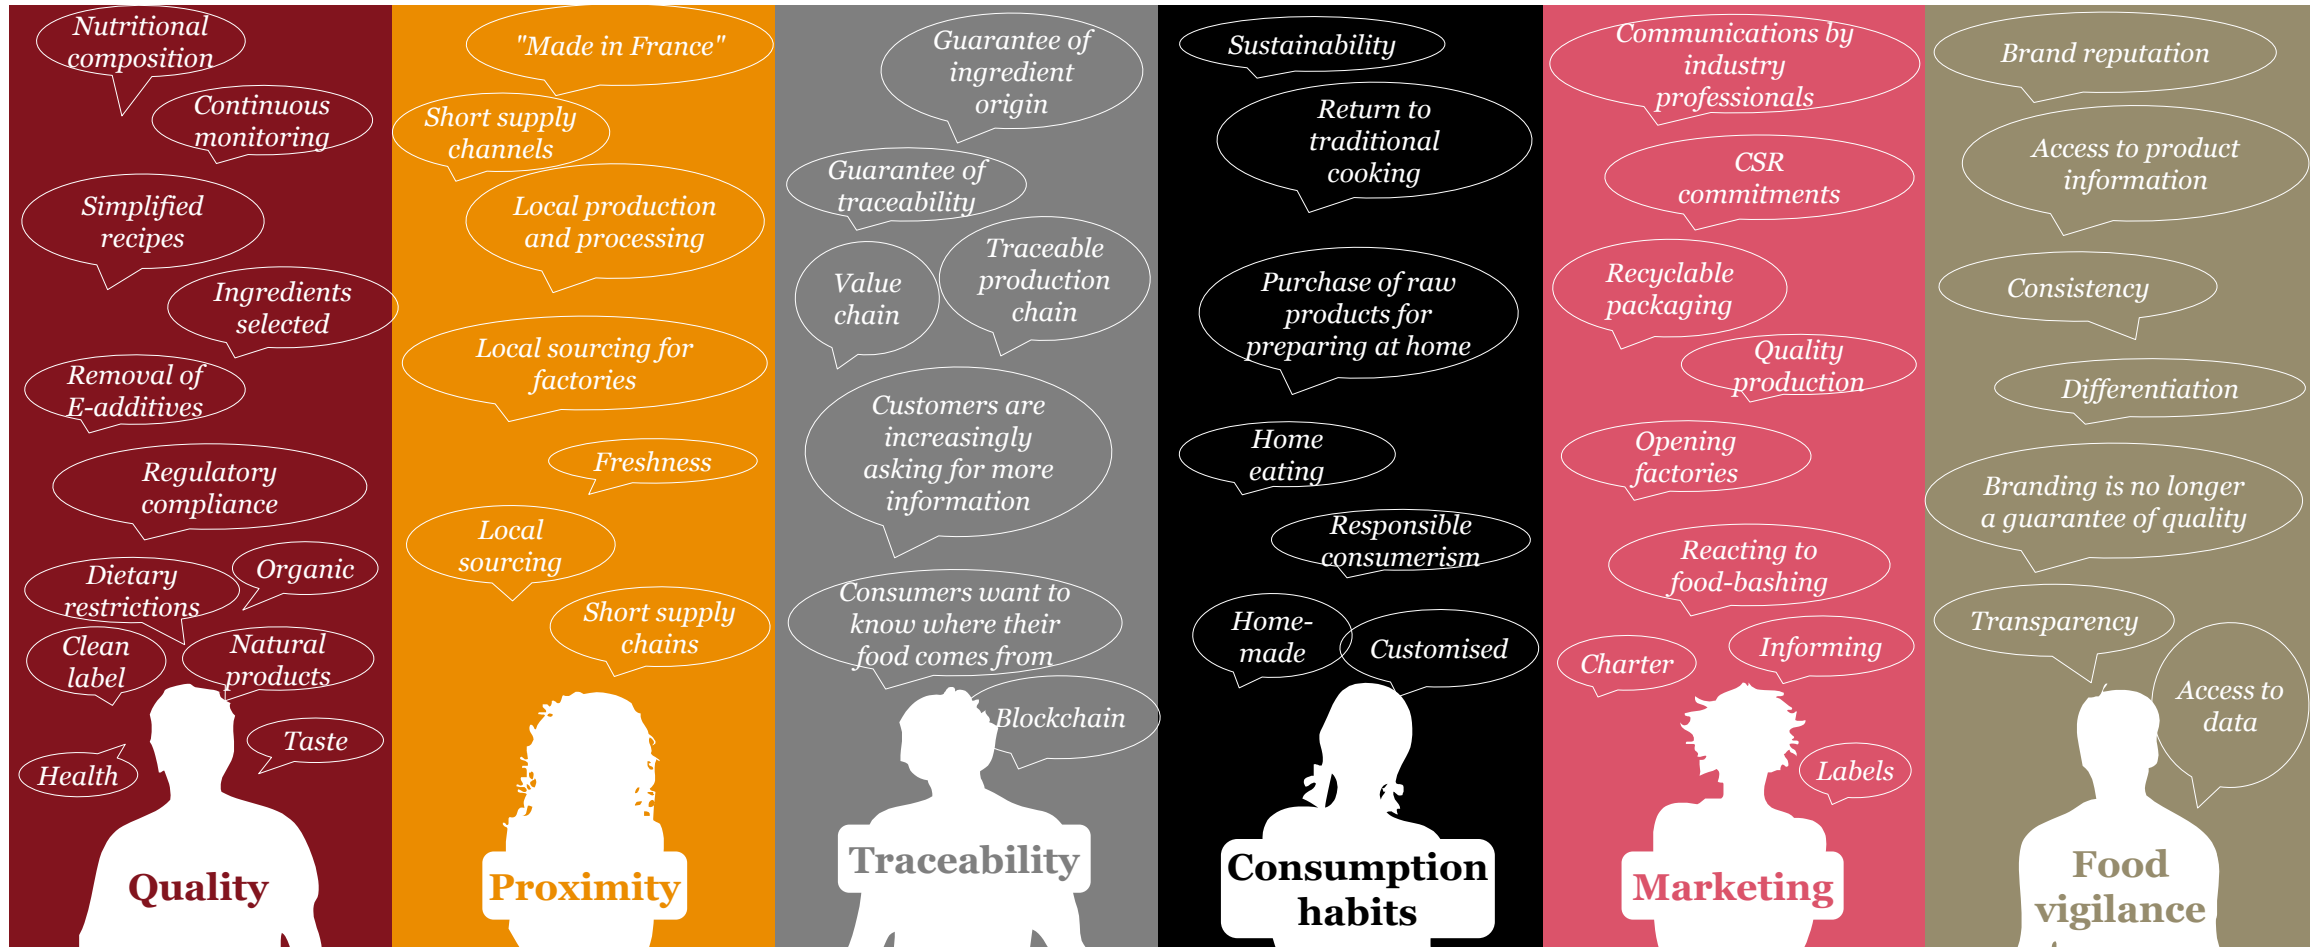 Nutritional
composition
Continuous
monitoring
Simplified
recipes
Ingredients
selected
Removal of
E-additives
Regulatory
compliance
Organic
Dietary
restrictions
Clean
label
Natural
products
Taste
Health
Quality
"Made in France"
Short supply
channels
Local production
and processing
Local sourcing for
factories
Freshness
Local
sourcing
Short supply
chains
Proximity
Guarantee of
ingredient
origin
Guarantee of
traceability
Value
chain
Traceable
production
chain
Customers are
increasingly
asking for more
information
Consumers want to
know where their
food comes from
Blockchain
Traceability
Sustainability
Return to
traditional
cooking
Purchase of raw
products for
preparing at home
Home
eating
Responsible
consumerism
Home-
made
Customised
Consumption
habits
Communications by
industry
professionals
CSR
commitments
Recyclable
packaging
Quality
production
Opening
factories
Reacting to
food-bashing
Informing
Charter
Labels
Marketing
Brand reputation
Access to product
information
Consistency
Differentiation
Branding is no longer
a guarantee of quality
Transparency
Access to
data
Food
vigilance